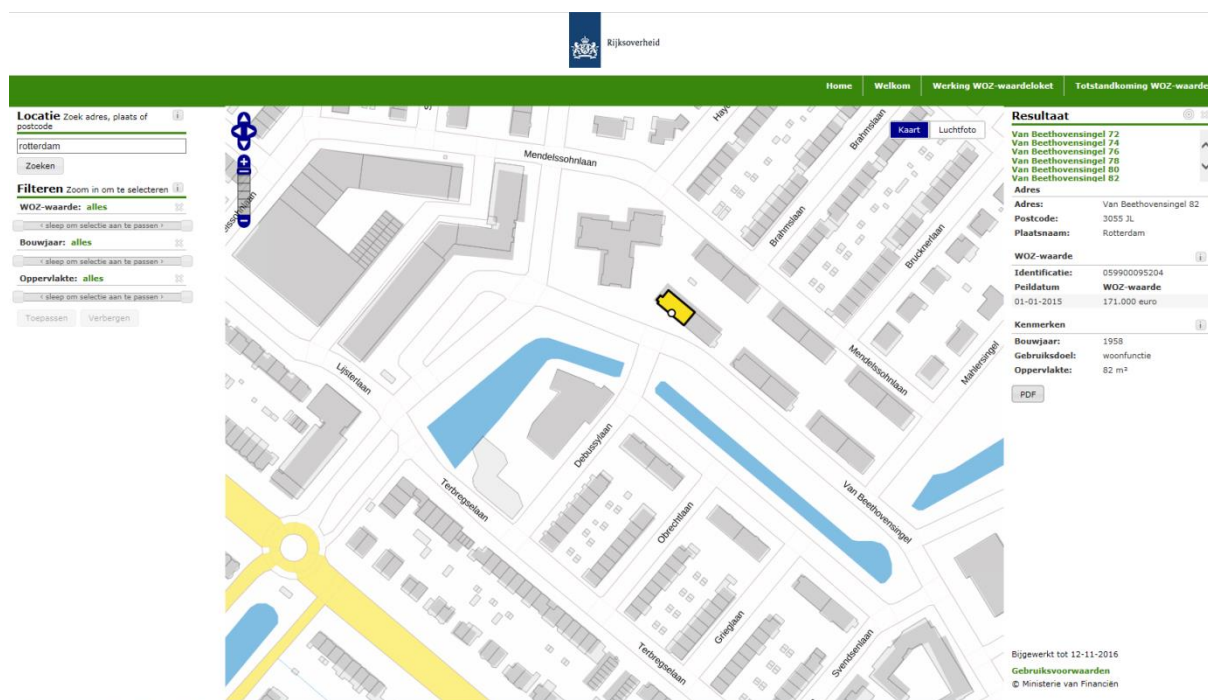 Rijksoverheid
Home Welkom Werking WOZ-waardeloket Totstandkoming WOZ-waarde
Locatie Zoek adres, plaats of
postcode
rotterdam
Zoeken
Filteren Zoom in om te selecteren
WOZ-waarde: alles
‹ sleep om selectie aan te passen ›
Bouwjaar: alles
‹ sleep om selectie aan te passen ›
Oppervlakte: alles
‹ sleep om selectie aan te passen ›
Toepassen Verbergen
Kaart Luchtfoto
Mendelssohnlaan
Brahmslaan
Brahmslaan
Brucknerlaan
Mendelssohnlaan
Mahlersingel
Lijsterlaan
Debussylaan
Terbregselaan
Obrechtlaan
Van Beethovensingel
Grieglaan
Svendsenlaan
Terbregselaan
Resultaat
Van Beethovensingel 72
Van Beethovensingel 74
Van Beethovensingel 76
Van Beethovensingel 78
Van Beethovensingel 80
Van Beethovensingel 82
Adres
Adres: Van Beethovensingel 82
Postcode: 3055 JL
Plaatsnaam: Rotterdam
WOZ-waarde
Identificatie: 059900095204
Peildatum WOZ-waarde
01-01-2015 171.000 euro
Kenmerken
Bouwjaar: 1958
Gebruiksdoel: woonfunctie
Oppervlakte: 82 m²
PDF
Bijgewerkt tot 12-11-2016
Gebruiksvoorwaarden
© Ministerie van Financiën